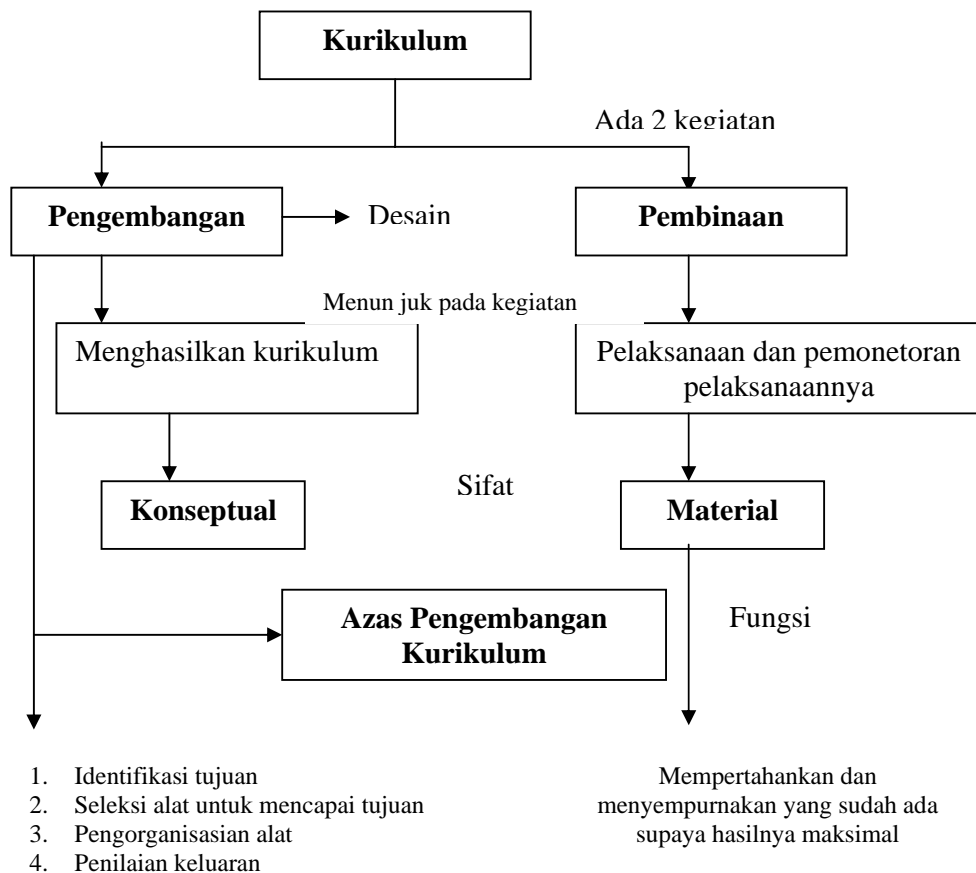 Kurikulum
Ada 2 kegiatan
Pengembangan
Desain
Pembinaan
Menun juk pada kegiatan
Menghasilkan kurikulum
Pelaksanaan dan pemonetoran
pelaksanaannya
Sifat
Konseptual
Material
Azas Pengembangan
Kurikulum
Fungsi
1. Identifikasi tujuan
2. Seleksi alat untuk mencapai tujuan
3. Pengorganisasian alat
4. Penilaian keluaran
Mempertahankan dan
menyempurnakan yang sudah ada
supaya hasilnya maksimal